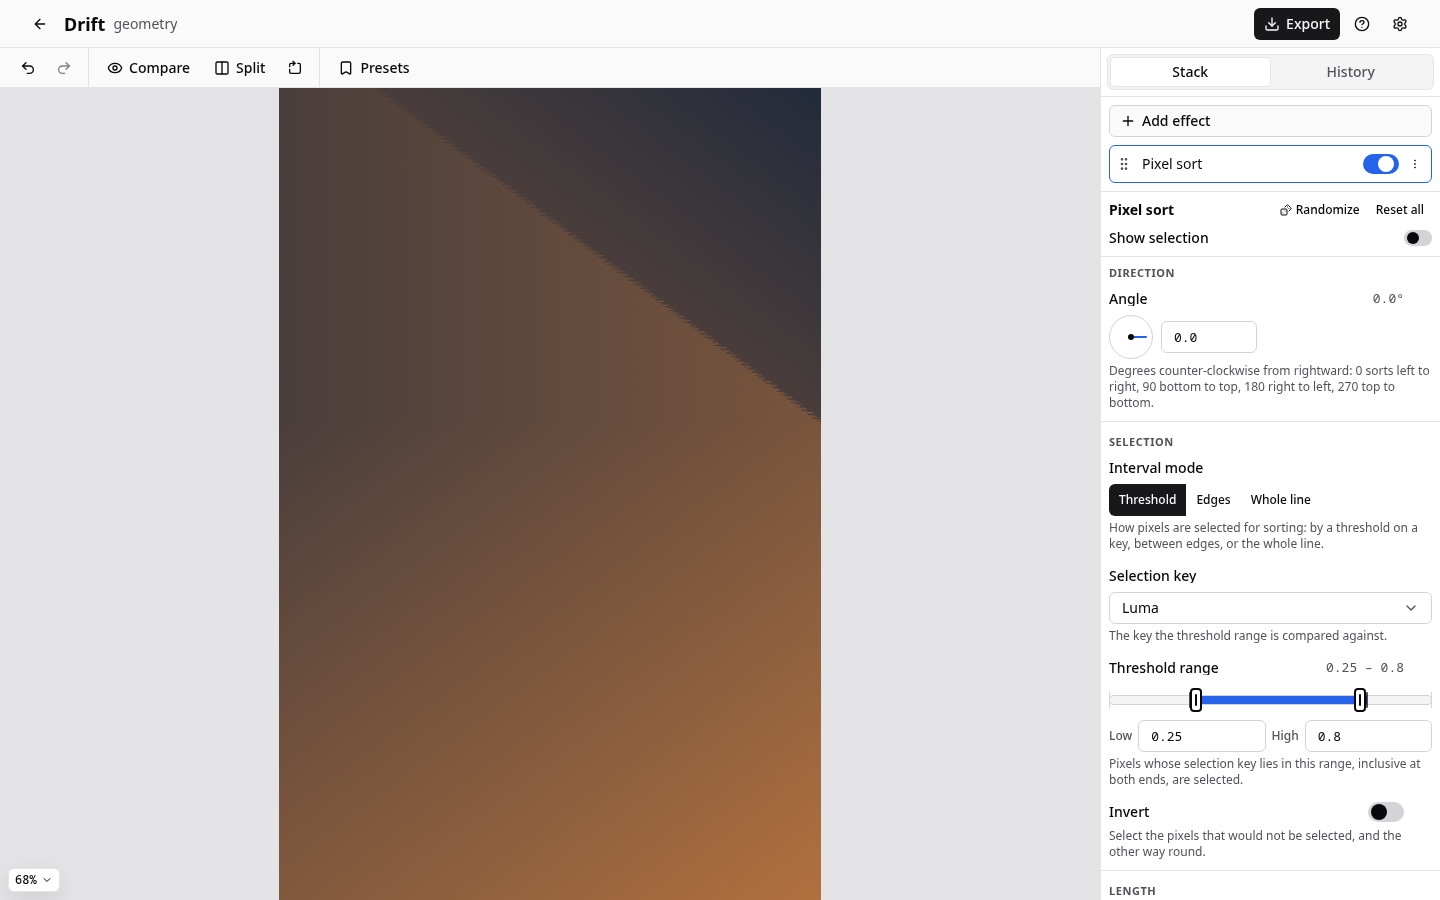 Drift geometry
Export
Compare
Split
Presets
Stack
History
Add effect
Pixel sort
Pixel sort
Randomize
Reset all
Show selection
DIRECTION
Angle
0.0°
0.0
Degrees counter-clockwise from rightward: 0 sorts left to
right, 90 bottom to top, 180 right to left, 270 top to
bottom.
SELECTION
Interval mode
Threshold
Edges
Whole line
How pixels are selected for sorting: by a threshold on a
key, between edges, or the whole line.
Selection key
Luma
The key the threshold range is compared against.
Threshold range
0.25 – 0.8
Low
0.25
High
0.8
Pixels whose selection key lies in this range, inclusive at
both ends, are selected.
Invert
Select the pixels that would not be selected, and the
other way round.
LENGTH
68%